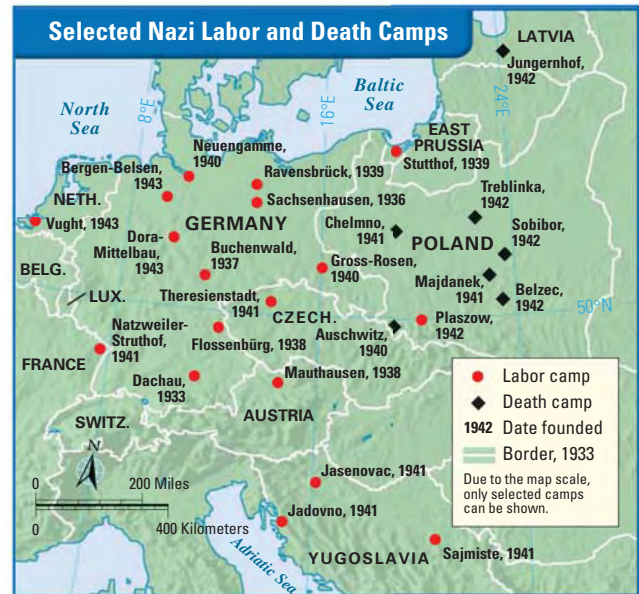 Selected Nazi Labor and Death Camps
LATVIA
Jungernhof,
1942
24°E
Baltic
Sea
16°E
North
Sea
8°E
EAST
PRUSSIA
Stutthof, 1939
Neuengamme,
1940
Ravensbrück, 1939
Bergen-Belsen,
1943
Sachsenhausen, 1936
NETH.
Vught, 1943
GERMANY
Treblinka,
1942
Chelmno,
1941
POLAND
Sobibor,
1942
Dora-
Mittelbau,
1943
Buchenwald,
1937
Gross-Rosen,
1940
Majdanek,
1941
Belzec,
1942
BELG.
LUX.
Theresienstadt,
1941
CZECH.
Plaszow,
1942
50°N
Natzweiler-
Struthof,
1941
Flossenbürg, 1938
Auschwitz,
1940
FRANCE
Dachau,
1933
Mauthausen, 1938
AUSTRIA
SWITZ.
N
0 200 Miles
0 400 Kilometers
Jasenovac, 1941
Jadovno, 1941
Adriatic Sea
YUGOSLAVIA
Sajmiste, 1941
Labor camp
Death camp
1942 Date founded
Border, 1933
Due to the map scale,
only selected camps
can be shown.